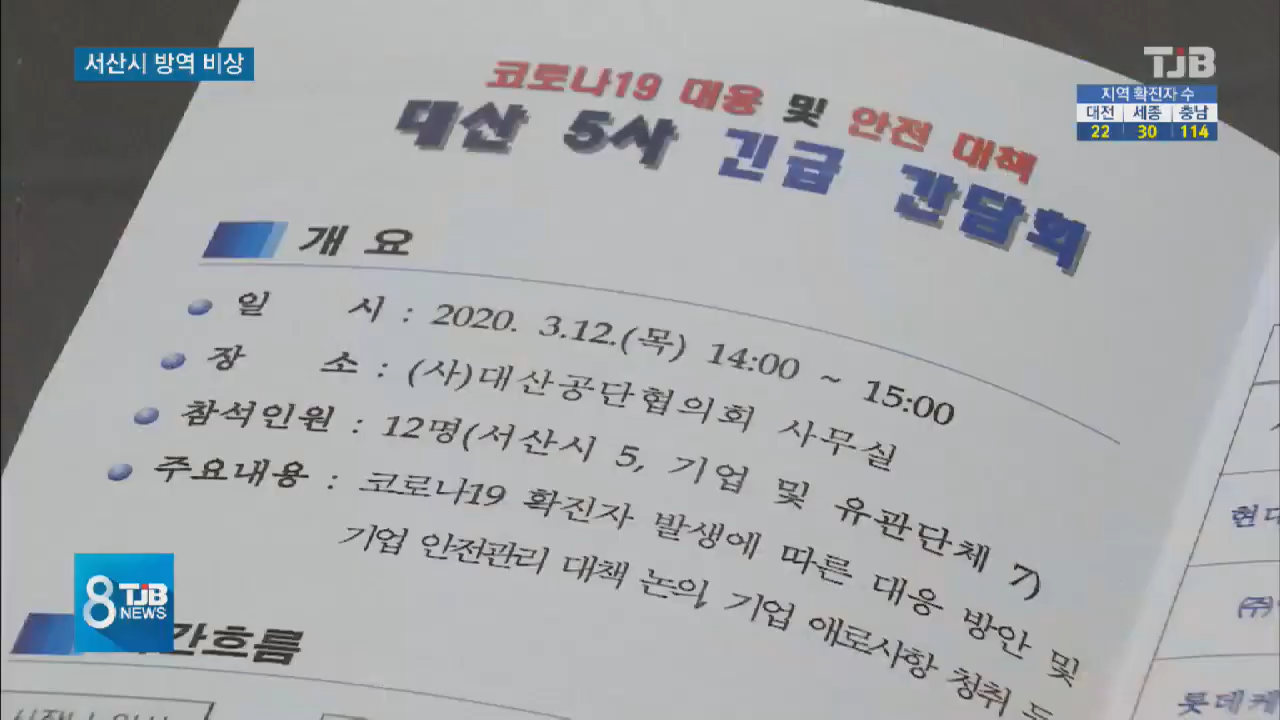 서산시 방역 비상
TJB
지역 확진자 수
대전 세종 충남
22 30 114
코토나19 대응 및 안전 대책
대산 5사 긴급 간담회
개 요
일 시 : 2020. 3.12.(목) 14:00 ~ 15:00
장 소 : (사)대산공단협의회 사무실
참석인원 : 12명(서산시 5, 기업 및 유관단체 7)
주요내용 : 코로나19 확진자 발생에 따른 대응 방안 및
기업 안전관리 대책 논의, 기업 애로사항 청취
현대
(주)
롯데케
8 TJB NEWS
간흐름